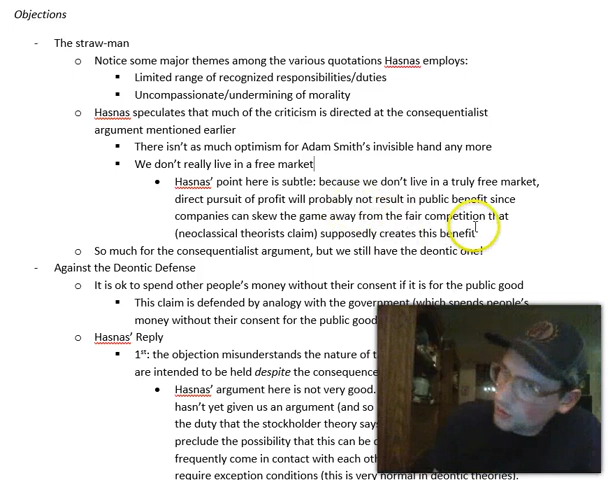 Objections
- The straw-man
o Notice some major themes among the various quotations Hasnas employs:
▪ Limited range of recognized responsibilities/duties
▪ Uncompassionate/undermining of morality
o Hasnas speculates that much of the criticism is directed at the consequentialist
argument mentioned earlier
▪ There isn't as much optimism for Adam Smith's invisible hand any more
▪ We don't really live in a free market
• Hasnas' point here is subtle: because we don't live in a truly free market,
direct pursuit of profit will probably not result in public benefit since
companies can skew the game away from the fair competition that
(neoclassical theorists claim) supposedly creates this benefit
o So much for the consequentialist argument, but we still have the deontic one!
- Against the Deontic Defense
o It is ok to spend other people's money without their consent if it is for the public good
▪ This claim is defended by analogy with the government (which spends people's
money without their consent for the public good
o Hasnas' Reply
▪ 1st: the objection misunderstands the nature of
are intended to be held despite the consequence
• Hasnas' argument here is not very good.
hasn't yet given us an argument (and so
the duty that the stockholder theory say
preclude the possibility that this can be
frequently come in contact with each oth
require exception conditions (this is very normal in deontic theories).